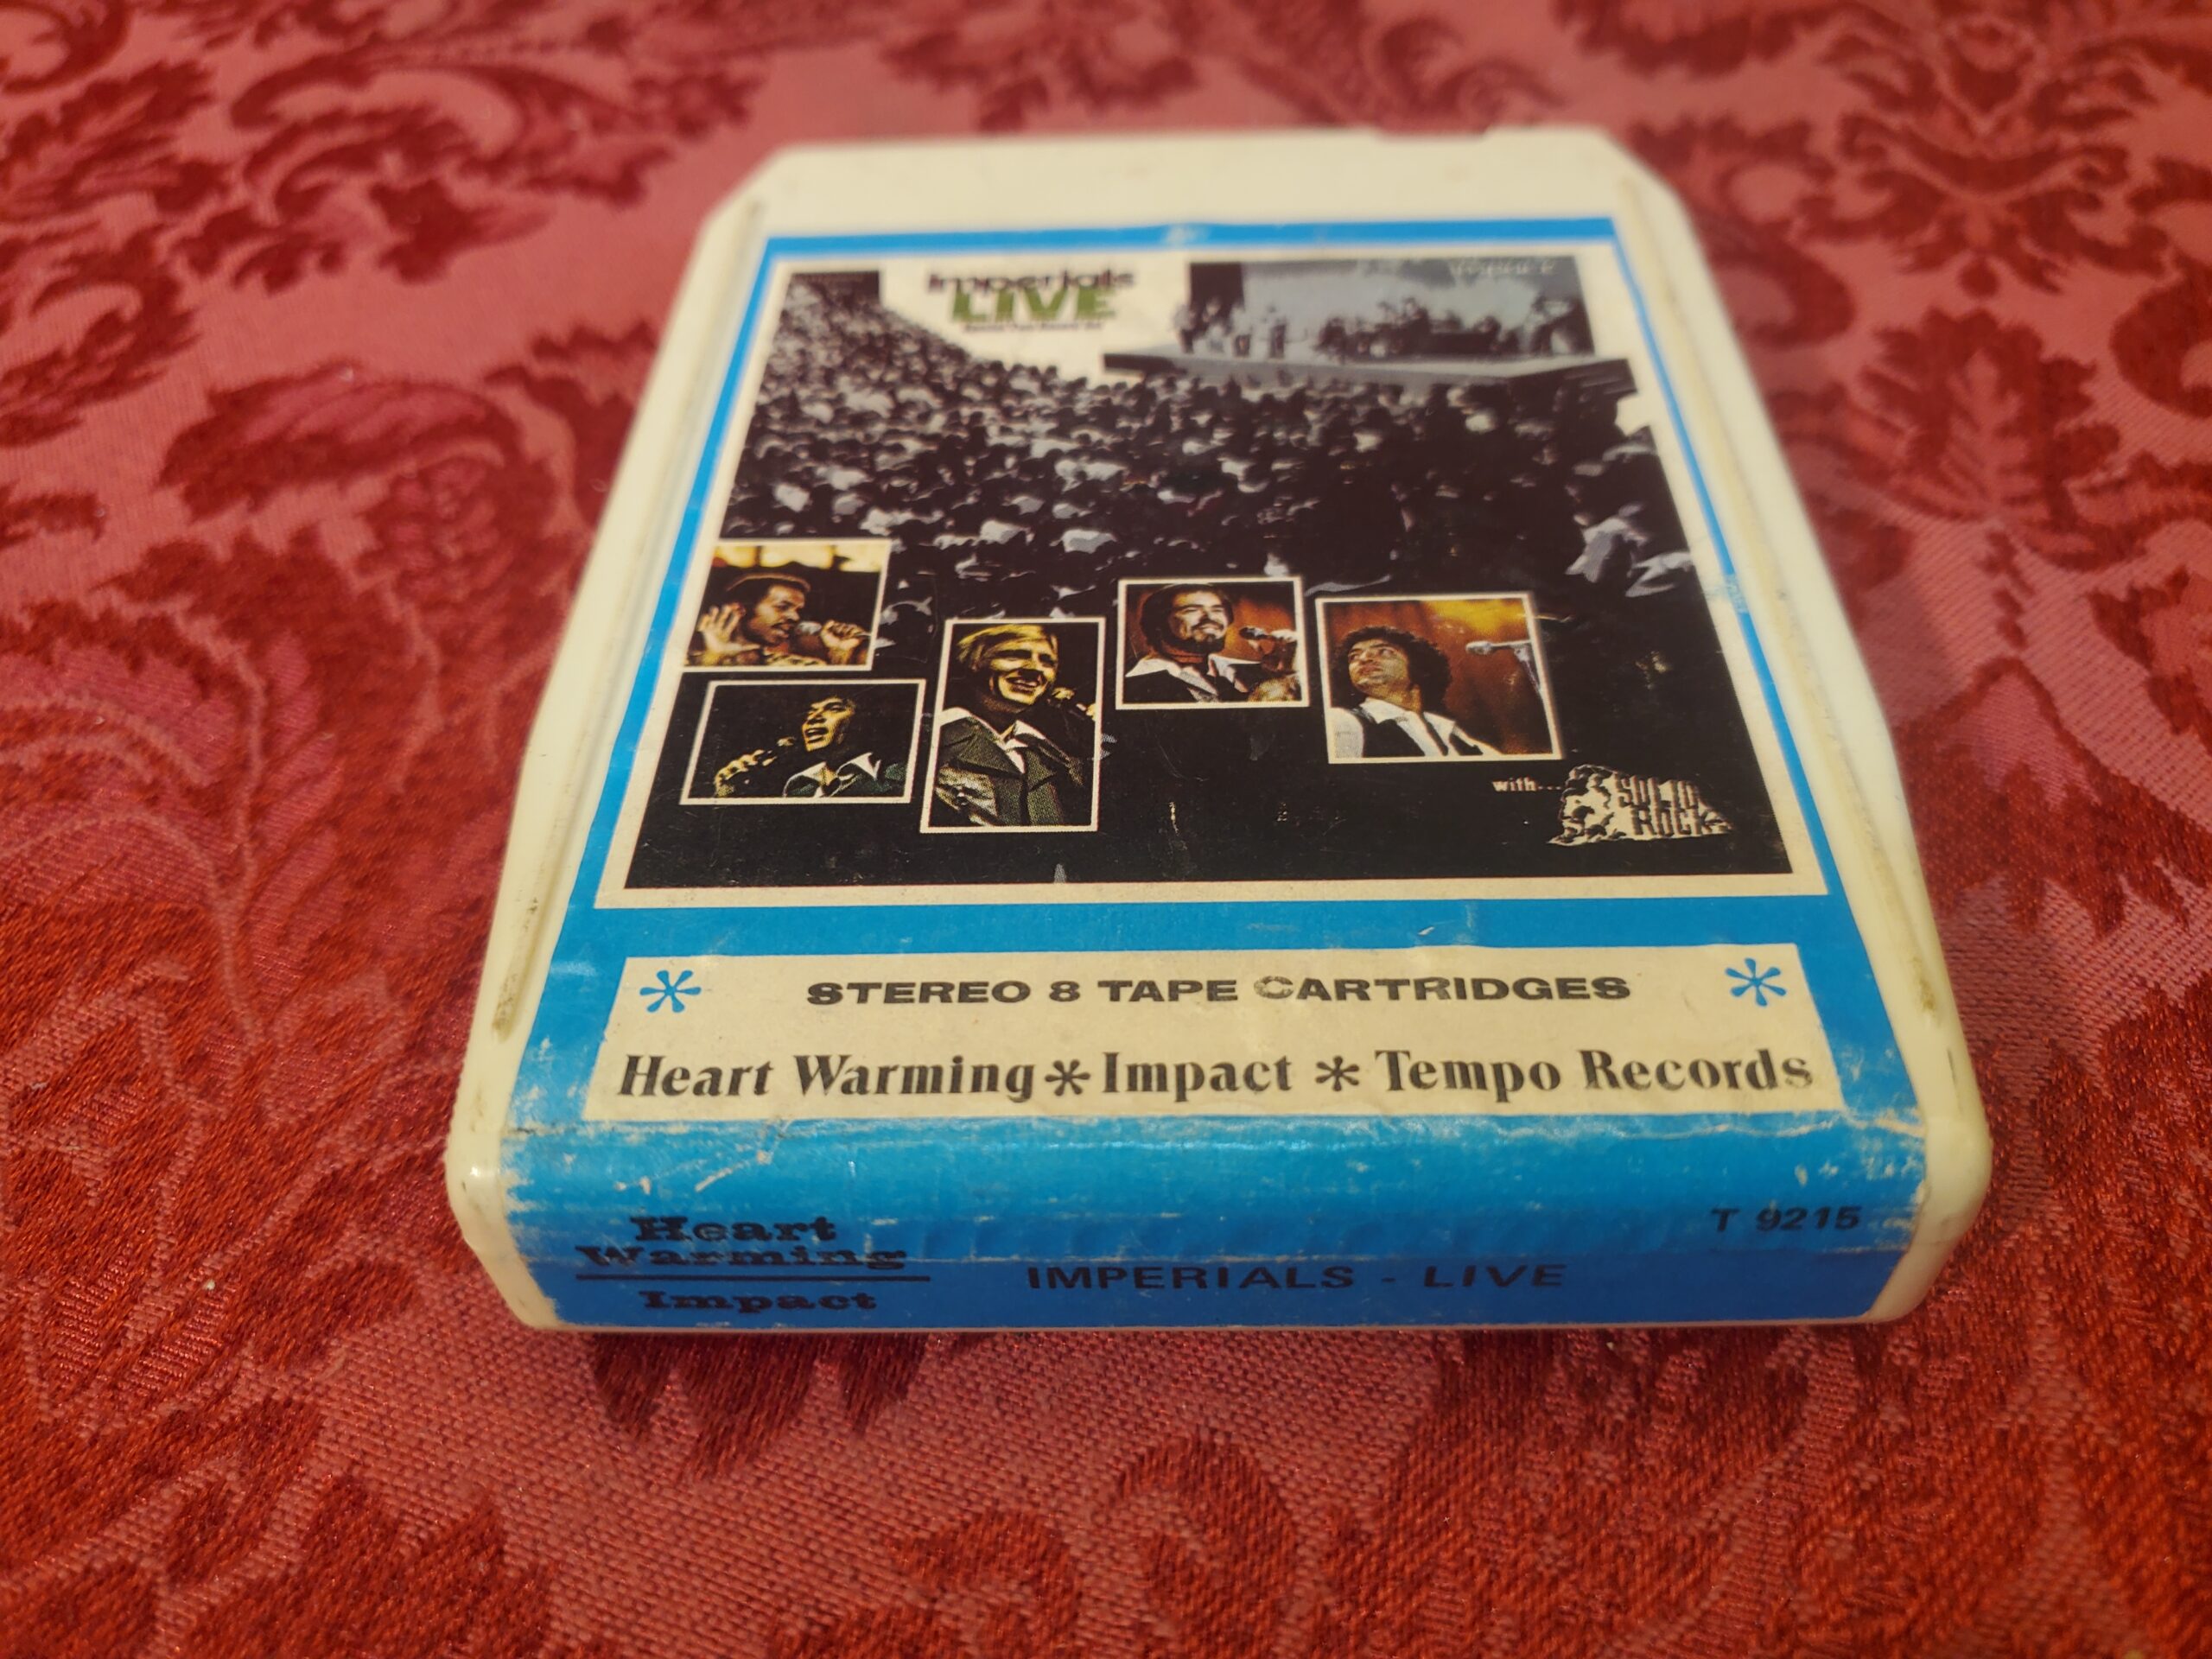 Imperials
LIVE
with...
SOLID
ROCK
STEREO 8 TAPE CARTRIDGES
Heart Warming * Impact * Tempo Records
T 9215
Heart
Warming
Impact
IMPERIALS - LIVE